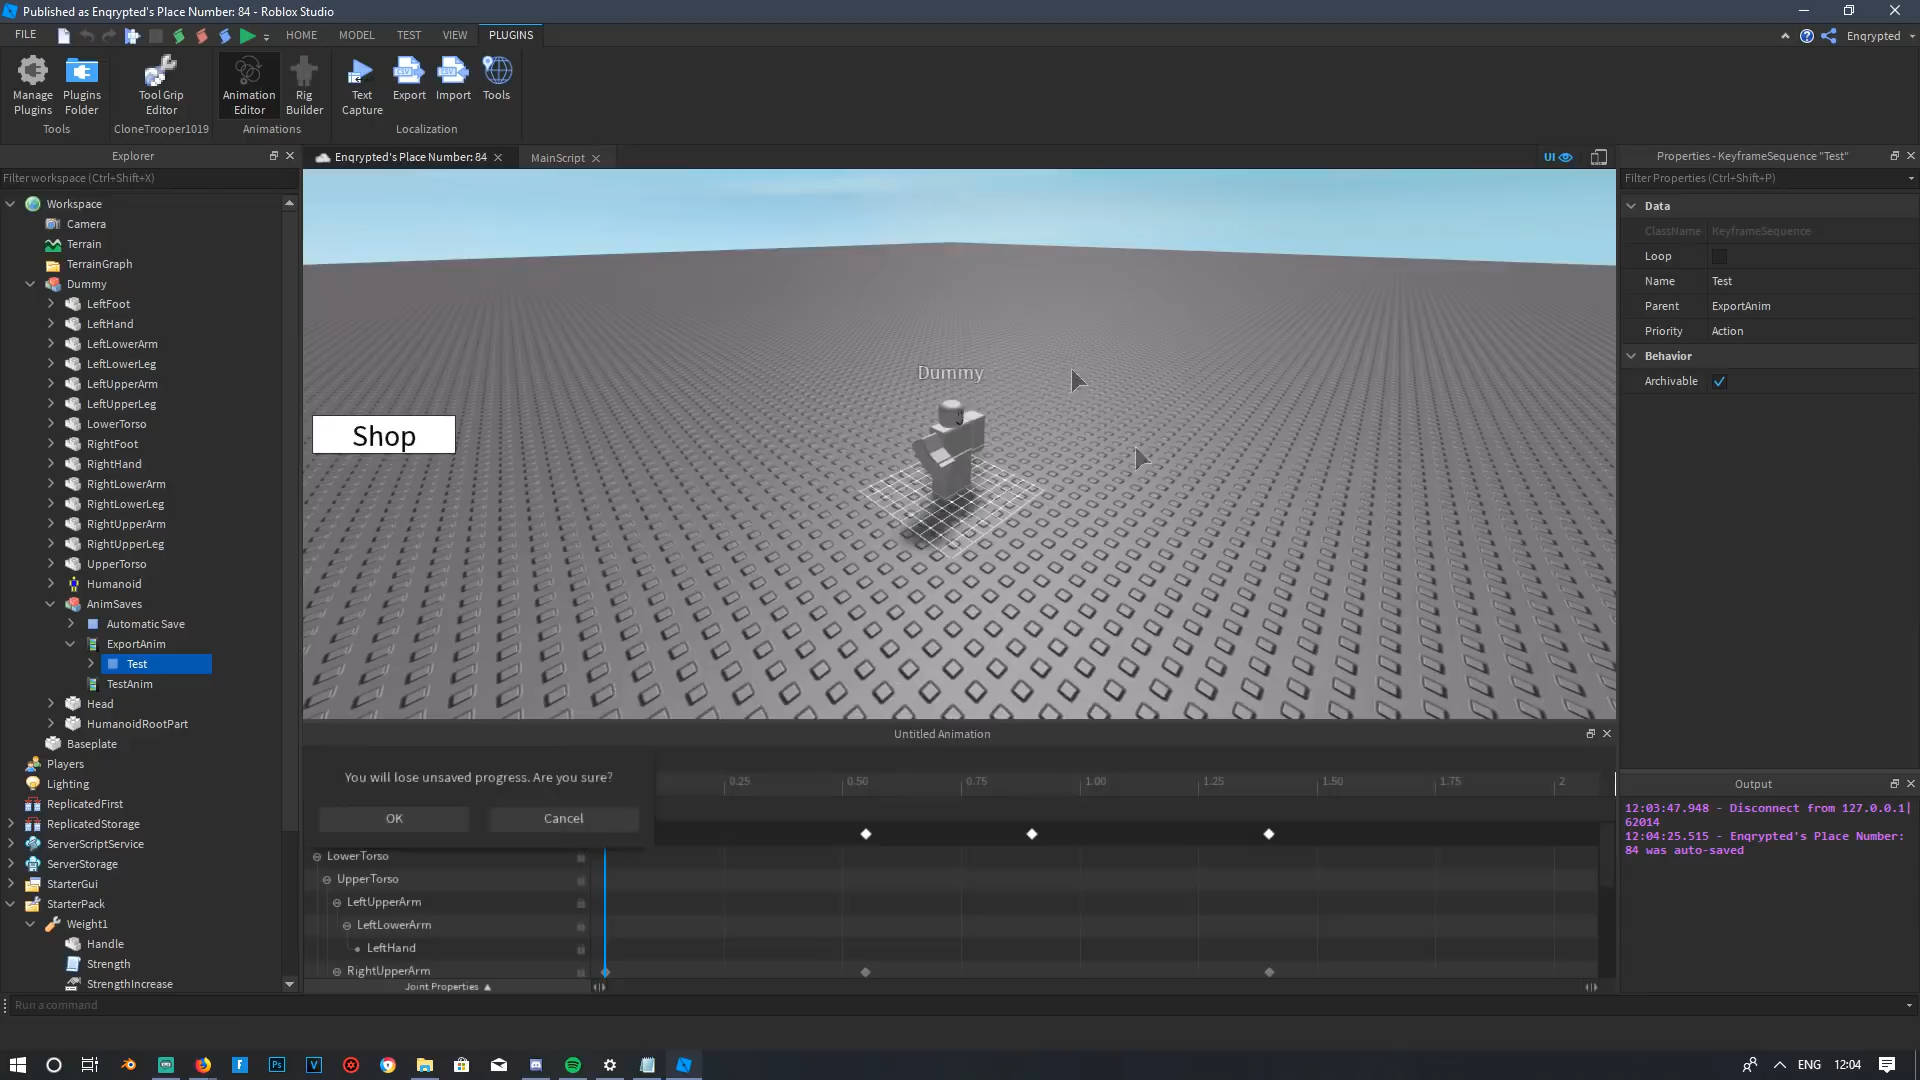 Published as Enqrypted's Place Number: 84 - Roblox Studio
FILE
HOME
MODEL
TEST
VIEW
PLUGINS
Enqrypted
Manage Plugins
Plugins Folder
Tool Grip Editor
Animation Editor
Rig Builder
Text Capture
Export
Import
Tools
Tools
CloneTrooper1019
Animations
Localization
Explorer
Enqrypted's Place Number: 84
MainScript
UI
Properties - KeyframeSequence "Test"
Filter workspace (Ctrl+Shift+X)
Filter Properties (Ctrl+Shift+P)
Workspace
Camera
Terrain
TerrainGraph
Dummy
LeftFoot
LeftHand
LeftLowerArm
LeftLowerLeg
LeftUpperArm
LeftUpperLeg
LowerTorso
RightFoot
RightHand
RightLowerArm
RightLowerLeg
RightUpperArm
RightUpperLeg
UpperTorso
Humanoid
AnimSaves
Automatic Save
ExportAnim
Test
TestAnim
Head
HumanoidRootPart
Baseplate
Players
Lighting
ReplicatedFirst
ReplicatedStorage
ServerScriptService
ServerStorage
StarterGui
StarterPack
Weight1
Handle
Strength
StrengthIncrease
Dummy
Shop
Data
ClassName KeyframeSequence
Loop
Name Test
Parent ExportAnim
Priority Action
Behavior
Archivable
Untitled Animation
You will lose unsaved progress. Are you sure?
OK
Cancel
0.25 0.50 0.75 1.00 1.25 1.50 1.75 2
LowerTorso
UpperTorso
LeftUpperArm
LeftLowerArm
LeftHand
RightUpperArm
Joint Properties
Output
12:03:47.948 - Disconnect from 127.0.0.1|
62014
12:04:25.515 - Enqrypted's Place Number:
84 was auto-saved
Run a command
ENG
12:04